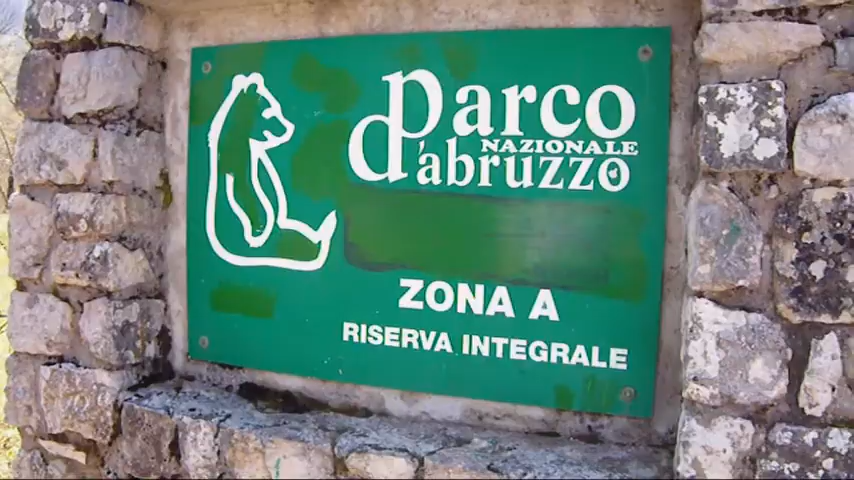 Parco
NAZIONALE
d'abruzzo
ZONA A
RISERVA INTEGRALE